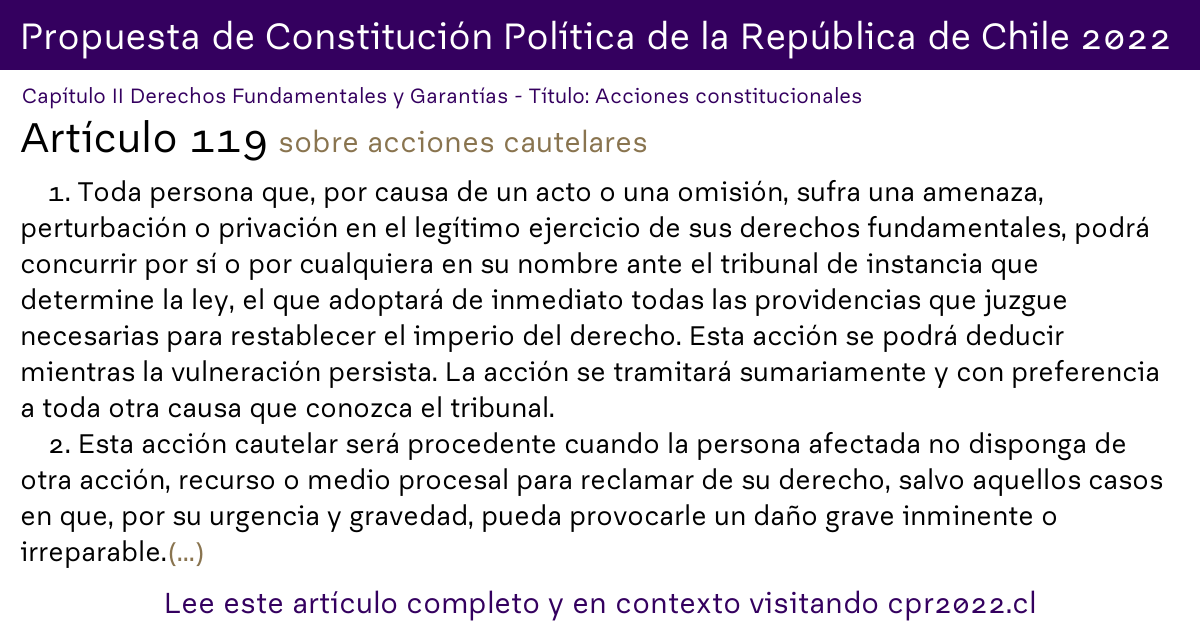 Propuesta de Constitución Política de la República de Chile 2022
Capítulo II Derechos Fundamentales y Garantías - Título: Acciones constitucionales
Artículo 119 sobre acciones cautelares
1. Toda persona que, por causa de un acto o una omisión, sufra una amenaza,
perturbación o privación en el legítimo ejercicio de sus derechos fundamentales, podrá
concurrir por sí o por cualquiera en su nombre ante el tribunal de instancia que
determine la ley, el que adoptará de inmediato todas las providencias que juzgue
necesarias para restablecer el imperio del derecho. Esta acción se podrá deducir
mientras la vulneración persista. La acción se tramitará sumariamente y con preferencia
a toda otra causa que conozca el tribunal.
2. Esta acción cautelar será procedente cuando la persona afectada no disponga de
otra acción, recurso o medio procesal para reclamar de su derecho, salvo aquellos casos
en que, por su urgencia y gravedad, pueda provocarle un daño grave inminente o
irreparable.(...)
Lee este artículo completo y en contexto visitando cpr2022.cl